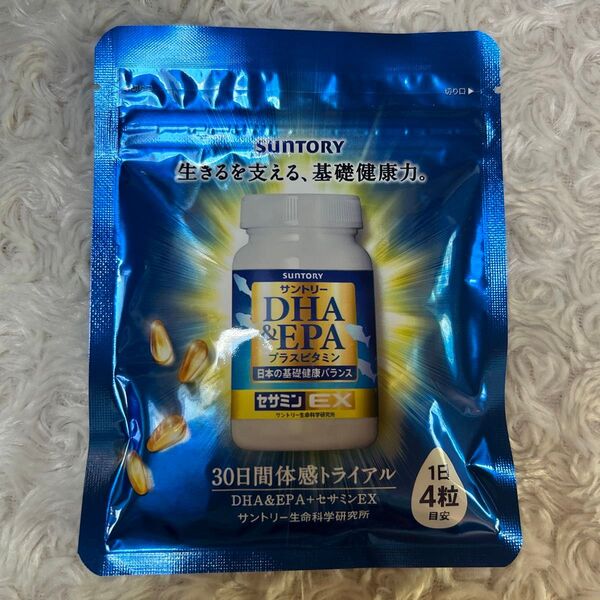 切り口▶
SUNTORY
生きるを支える、基礎健康力。
SUNTORY
サントリー
DHA
&EPA
プラスビタミン
日本の基礎健康バランス
セサミンEX
サントリー生命科学研究所
30日間体感トライアル
DHA&EPA+セサミンEX
サントリー生命科学研究所
1日
4粒
目安